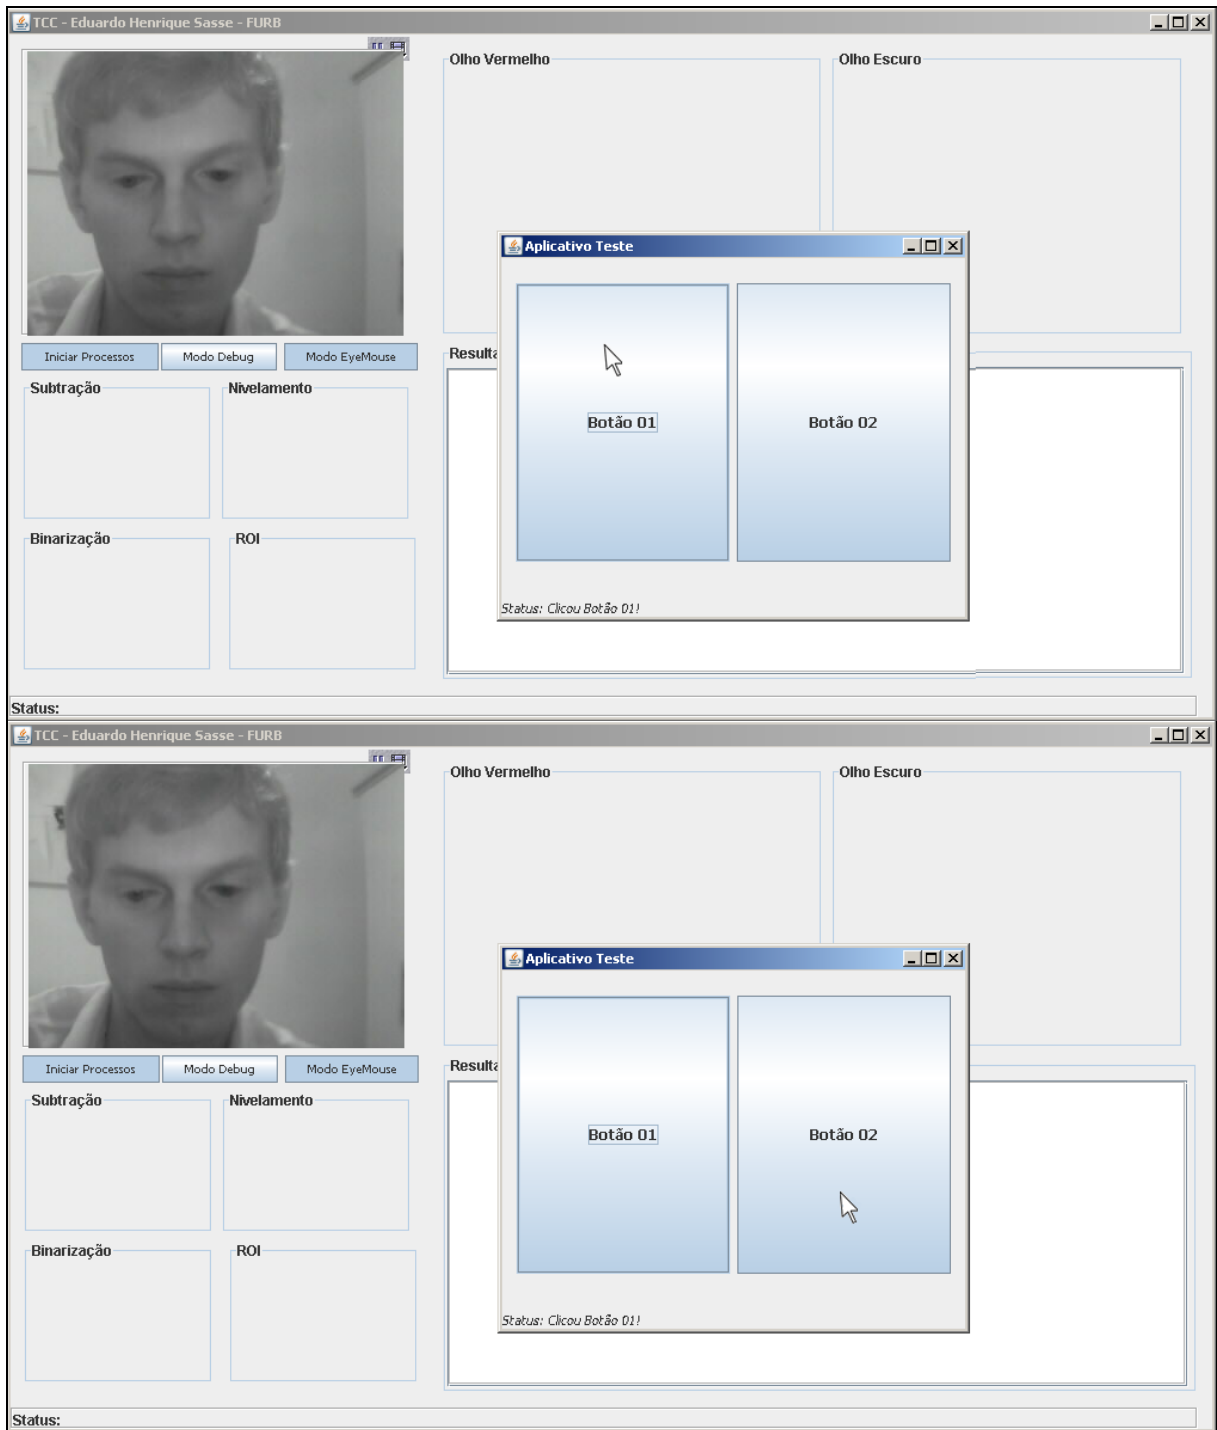 TCC - Eduardo Henrique Sasse - FURB
Olho Vermelho
Olho Escuro
Aplicativo Teste
Iniciar Processos
Modo Debug
Modo EyeMouse
Resulta
Subtração
Nivelamento
Botão 01
Botão 02
Binarização
ROI
Status: Clicou Botão 01!
Status:
TCC - Eduardo Henrique Sasse - FURB
Olho Vermelho
Olho Escuro
Aplicativo Teste
Iniciar Processos
Modo Debug
Modo EyeMouse
Resulta
Subtração
Nivelamento
Botão 01
Botão 02
Binarização
ROI
Status: Clicou Botão 01!
Status: